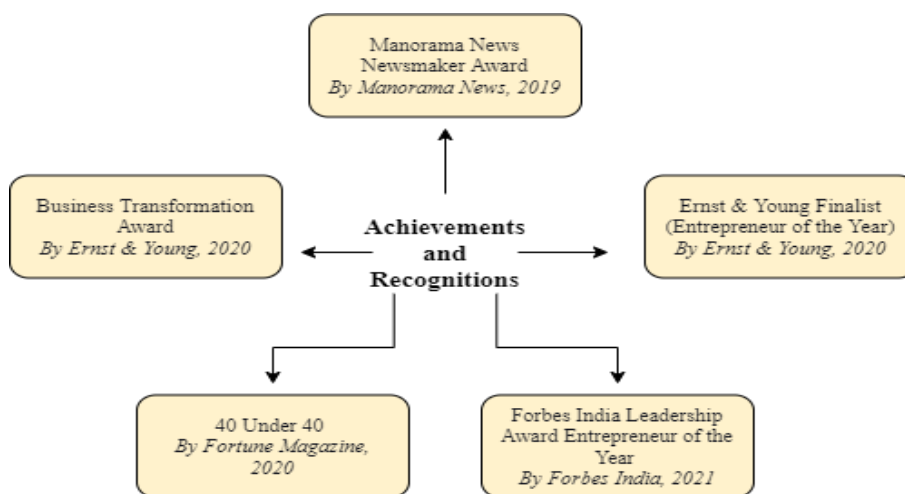 Manorama News
Newsmaker Award
By Manorama News, 2019
Business Transformation
Award
By Ernst & Young, 2020
Achievements
and
Recognitions
Ernst & Young Finalist
(Entrepreneur of the Year)
By Ernst & Young, 2020
40 Under 40
By Fortune Magazine,
2020
Forbes India Leadership
Award Entrepreneur of the
Year
By Forbes India, 2021